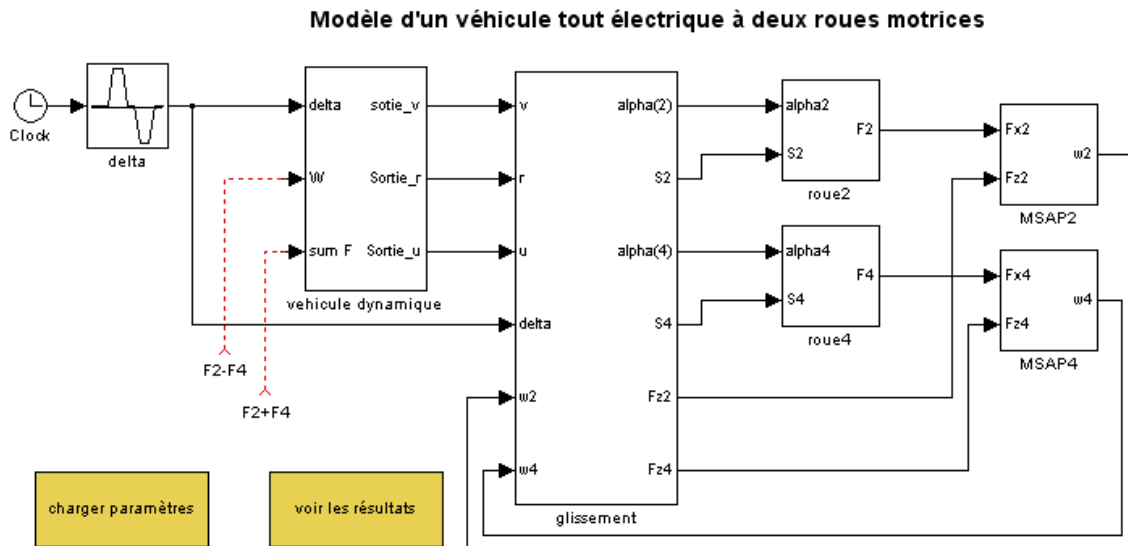 Modèle d'un véhicule tout électrique à deux roues motrices
Clock
delta
delta
W
sum F
sotie_v
Sortie_r
Sortie_u
vehicule dynamique
F2-F4
F2+F4
v
r
u
delta
w2
w4
alpha(2)
S2
alpha(4)
S4
Fz2
Fz4
glissement
alpha2
S2
F2
roue2
alpha4
S4
F4
roue4
Fx2
Fz2
w2
MSAP2
Fx4
Fz4
w4
MSAP4
charger paramètres
voir les résultats